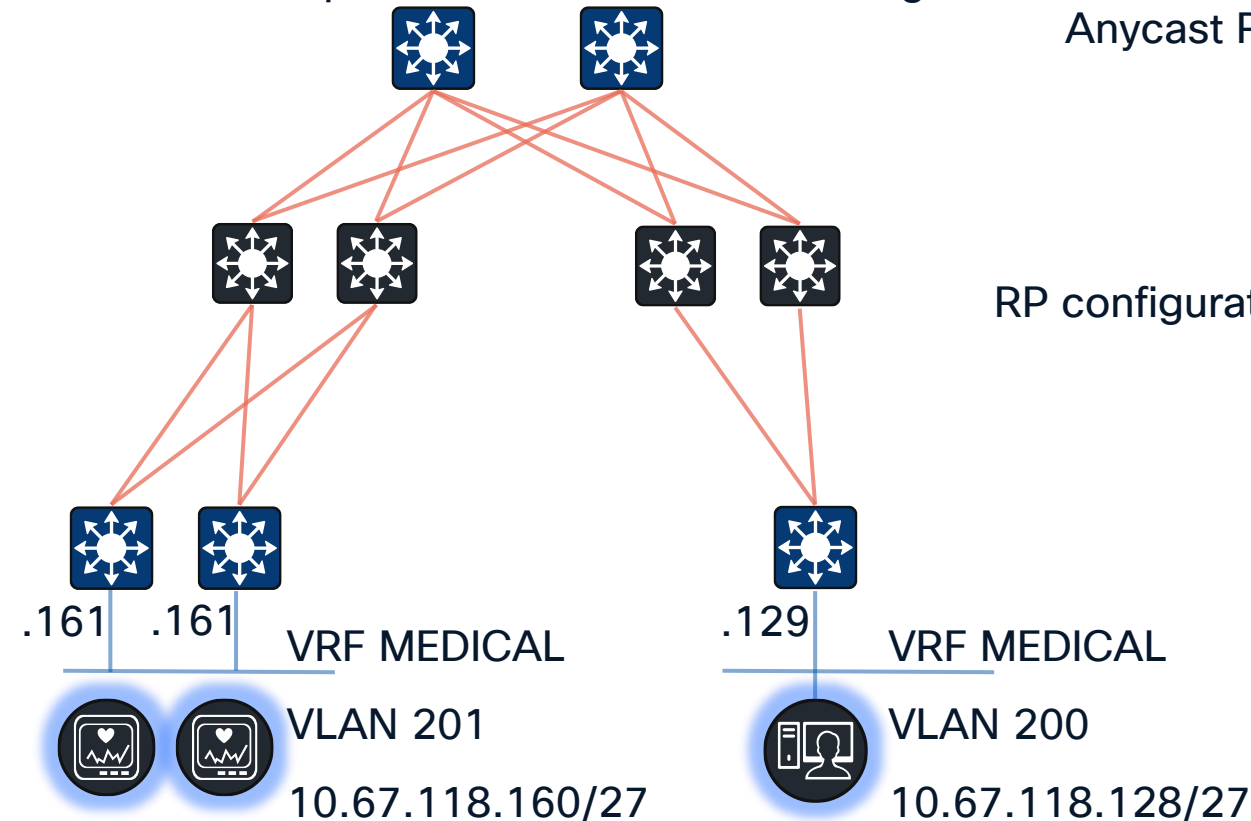 Anycast
RP
.161
.161
VRF MEDICAL
.129
VRF MEDICAL
VLAN 201
VLAN 200
10.67.118.160/27
10.67.118.128/27